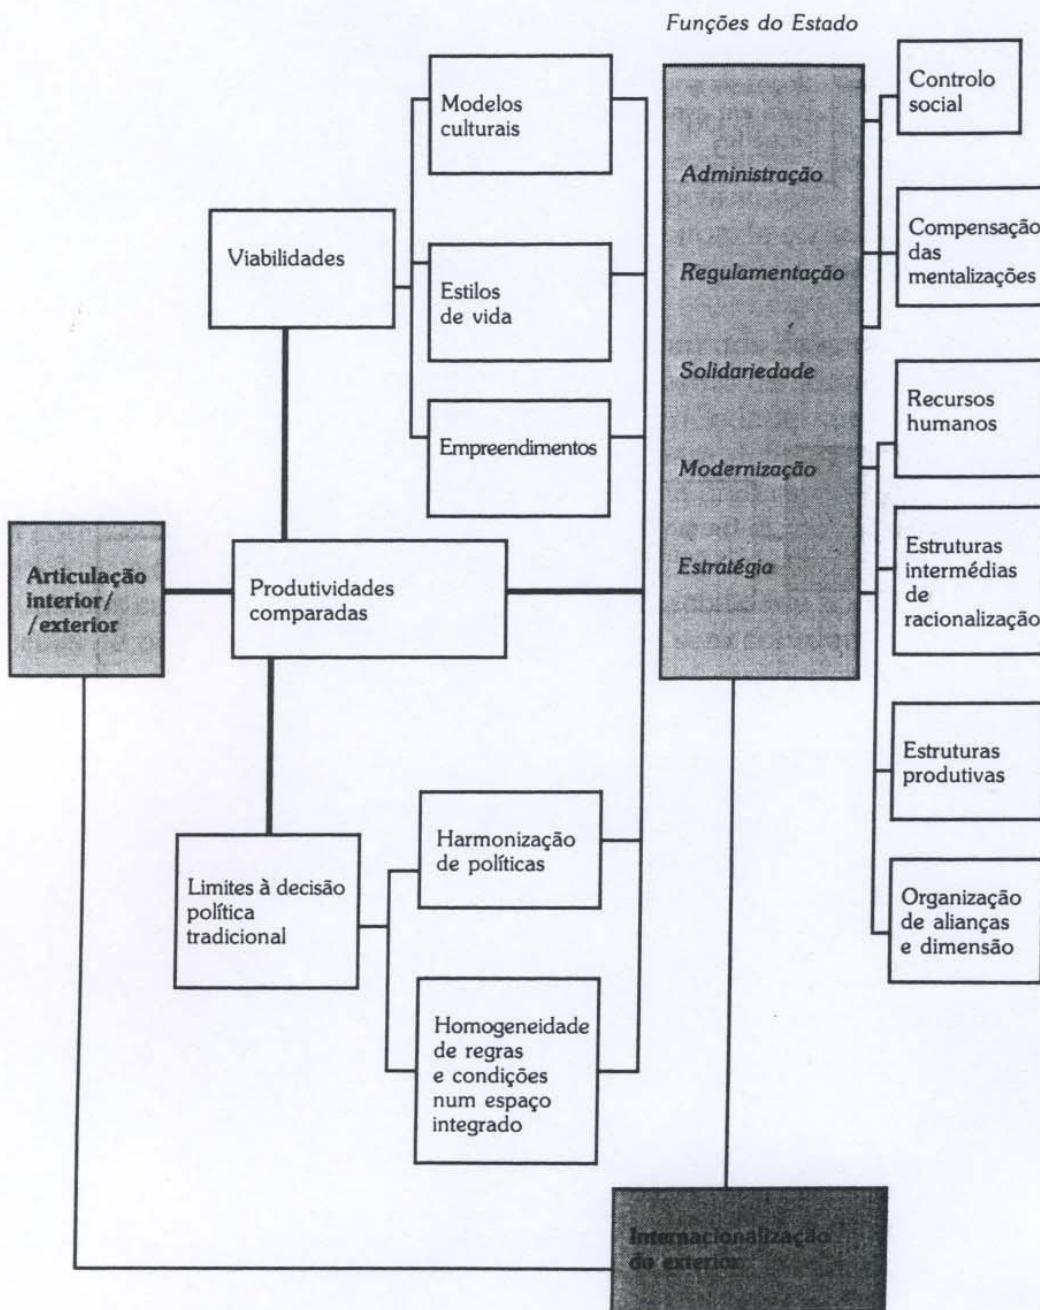 Funções do Estado
Modelos
culturais
Controlo
social
Administração
Viabilidades
Compensação
das
mentalizações
Regulamentação
Estilos
de vida
Solidariedade
Recursos
humanos
Empreendimentos
Modernização
Articulação
interior/
/exterior
Produtividades
comparadas
Estratégia
Estruturas
intermédias
de
racionalização
Estruturas
produtivas
Harmonização
de políticas
Limites à decisão
política
tradicional
Organização
de alianças
e dimensão
Homogeneidade
de regras
e condições
num espaço
integrado
Internacionalização
do exterior